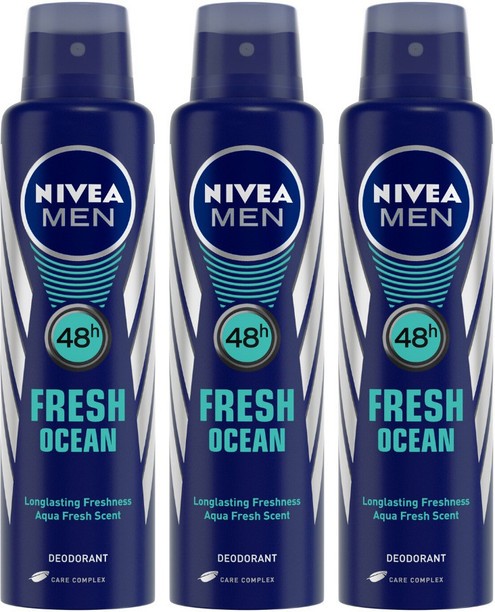 NIVEA
MEN
48h
FRESH
OCEAN
Longlasting Freshness
Aqua Fresh Scent
DEODORANT
CARE COMPLEX
NIVEA
MEN
48h
FRESH
OCEAN
Longlasting Freshness
Aqua Fresh Scent
DEODORANT
CARE COMPLEX
NIVEA
MEN
48h
FRESH
OCEAN
Longlasting Freshness
Aqua Fresh Scent
DEODORANT
CARE COMPLEX